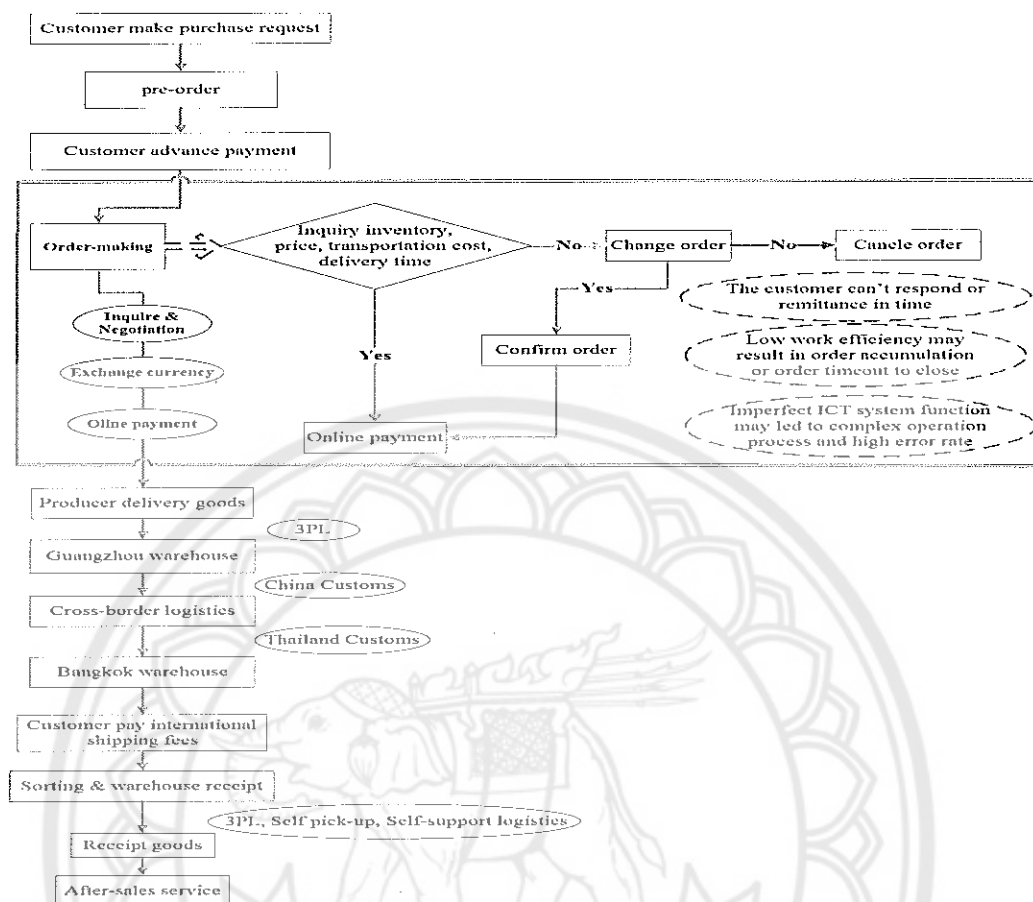 Customer make purchase request
pre-order
Customer advance payment
Order-making
Inquiry inventory,
price, transportation cost,
delivery time
No
Change order
No
Cancle order
Yes
Yes
Confirm order
Online payment
The customer can't respond or
remittance in time
Low work efficiency may
result in order accumulation
or order timeout to close
Imperfect ICT system function
may led to complex operation
process and high error rate
Inquire &
Negotiation
Exchange currency
Oline payment
Producer delivery goods
3PL
Guangzhou warehouse
China Customs
Cross-border logistics
Thailand Customs
Bangkok warehouse
Customer pay international
shipping fees
Sorting & warehouse receipt
3PL, Self pick-up, Self-support logistics
Receipt goods
After-sales service